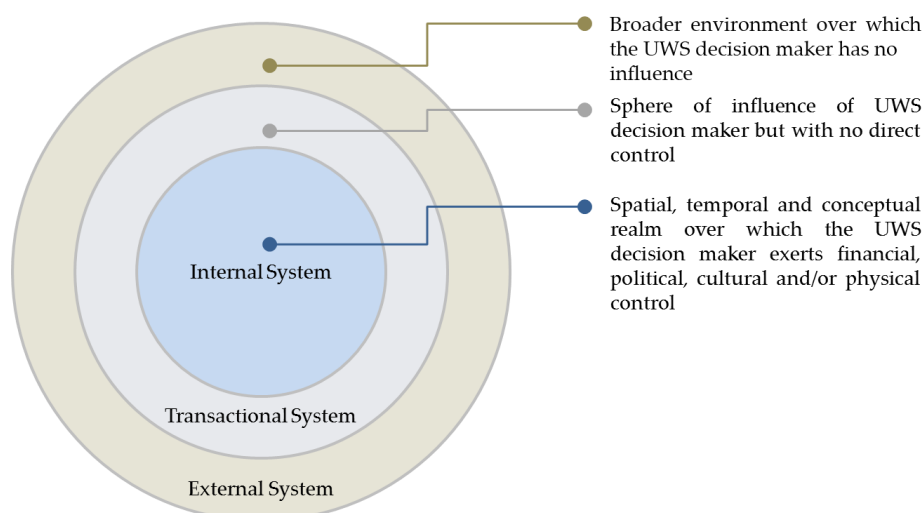 Broader environment over which
the UWS decision maker has no
influence
Sphere of influence of UWS
decision maker but with no direct
control
Spatial, temporal and conceptual
realm over which the UWS
decision maker exerts financial,
political, cultural and/or physical
control
Internal System
Transactional System
External System